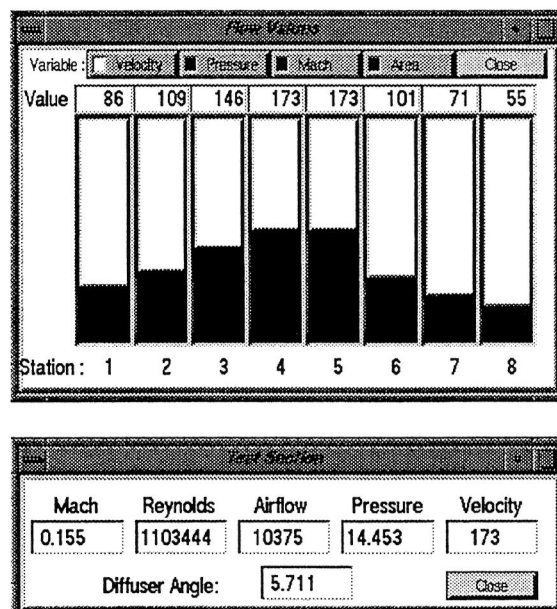 Flow Values
Variable : Velocity Pressure Mach Area Close
Value 86 109 146 173 173 101 71 55
Station : 1 2 3 4 5 6 7 8
Test Section
Mach Reynolds Airflow Pressure Velocity
0.155 1103444 10375 14.453 173
Diffuser Angle: 5.711 Close